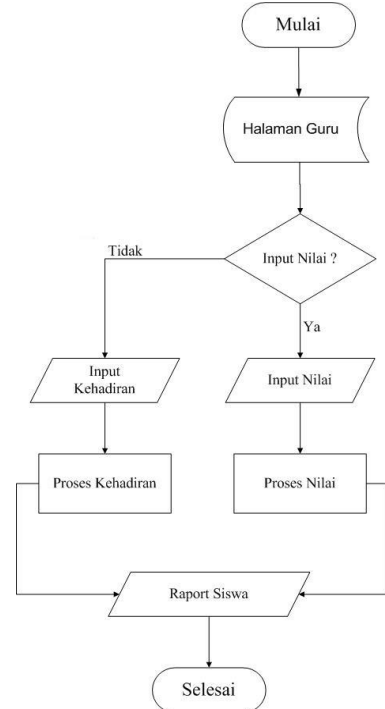 Mulai
Halaman Guru
Input Nilai ?
Tidak
Ya
Input
Kehadiran
Input Nilai
Proses Kehadiran
Proses Nilai
Raport Siswa
Selesai